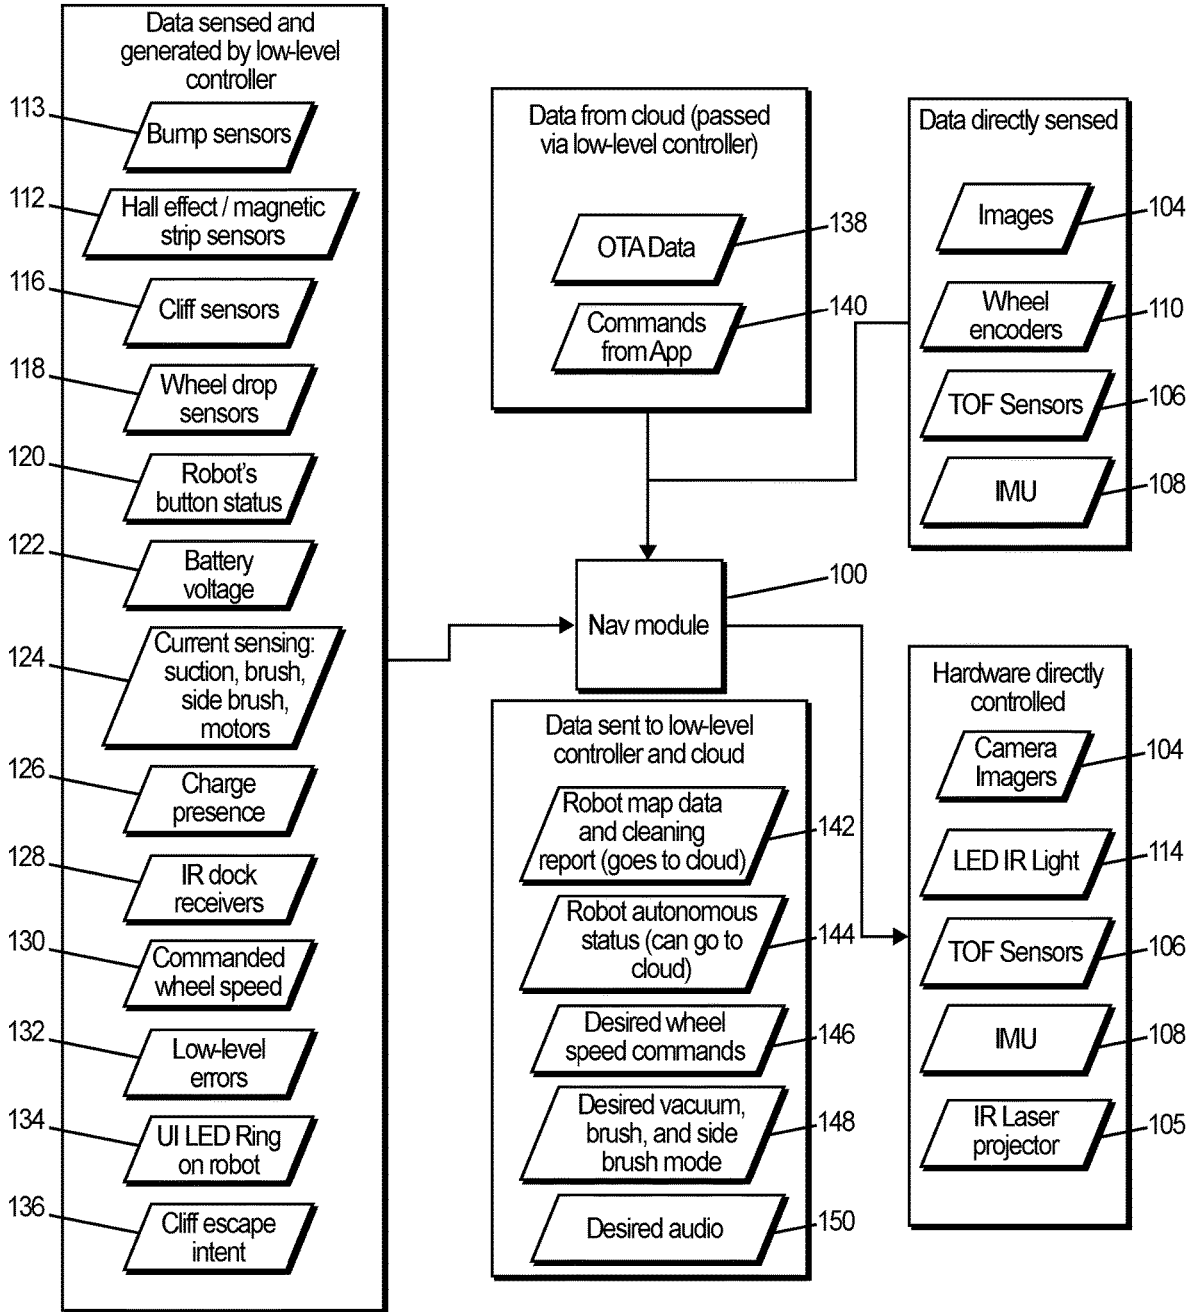 Data sensed and
generated by low-level
controller
113
Bump sensors
112
Hall effect / magnetic
strip sensors
116
Cliff sensors
118
Wheel drop
sensors
120
Robot's
button status
122
Battery
voltage
124
Current sensing:
suction, brush,
side brush,
motors
126
Charge
presence
128
IR dock
receivers
130
Commanded
wheel speed
132
Low-level
errors
134
UI LED Ring
on robot
136
Cliff escape
intent
Data from cloud (passed
via low-level controller)
OTA Data
138
Commands
from App
140
Data directly sensed
Images
104
Wheel
encoders
110
TOF Sensors
106
IMU
108
Nav module
100
Data sent to low-level
controller and cloud
Robot map data
and cleaning
report (goes to cloud)
142
Robot autonomous
status (can go to
cloud)
144
Desired wheel
speed commands
146
Desired vacuum,
brush, and side
brush mode
148
Desired audio
150
Hardware directly
controlled
Camera
Imagers
104
LED IR Light
114
TOF Sensors
106
IMU
108
IR Laser
projector
105